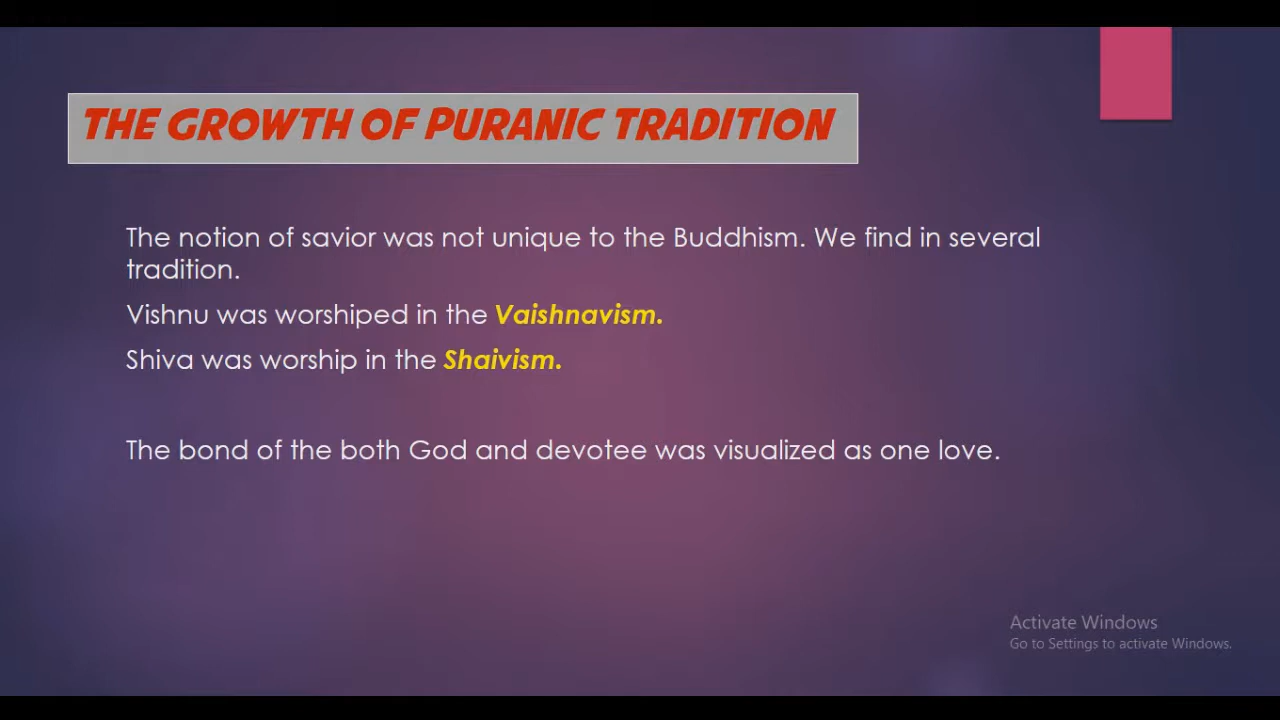 THE GROWTH OF PURANIC TRADITION
The notion of savior was not unique to the Buddhism. We find in several
tradition.
Vishnu was worshiped in the Vaishnavism.
Shiva was worship in the Shaivism.
The bond of the both God and devotee was visualized as one love.
Activate Windows
Go to Settings to activate Windows.